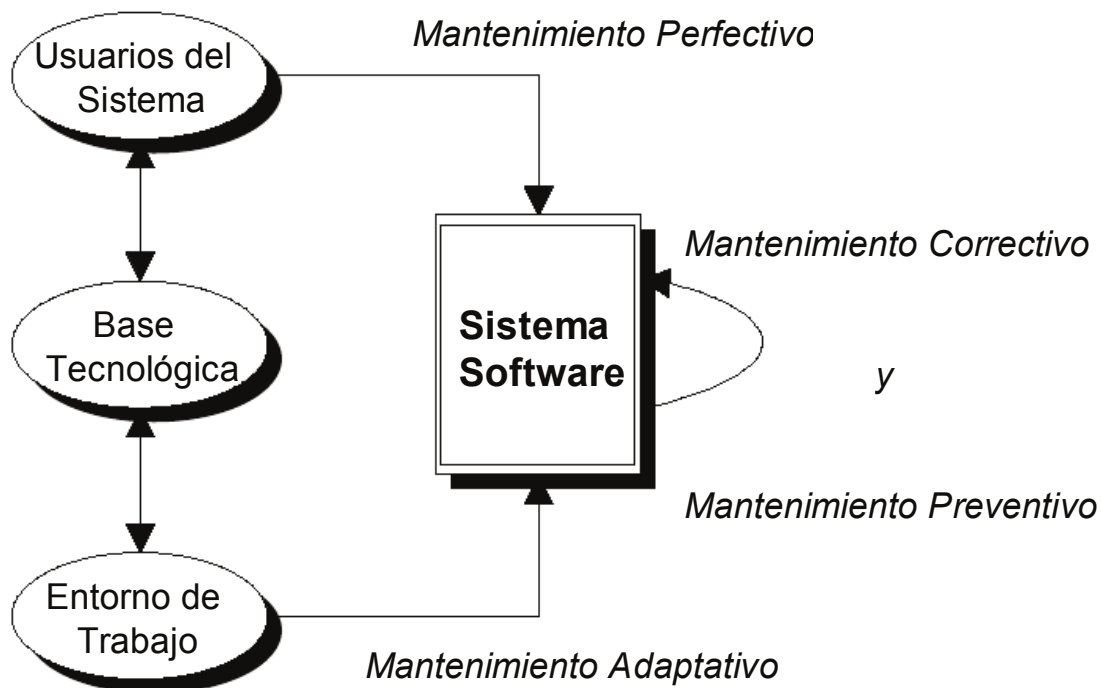 Mantenimiento Perfectivo
Usuarios del
Sistema
Mantenimiento Correctivo
Base
Tecnológica
Sistema
Software
y
Mantenimiento Preventivo
Entorno de
Trabajo
Mantenimiento Adaptativo